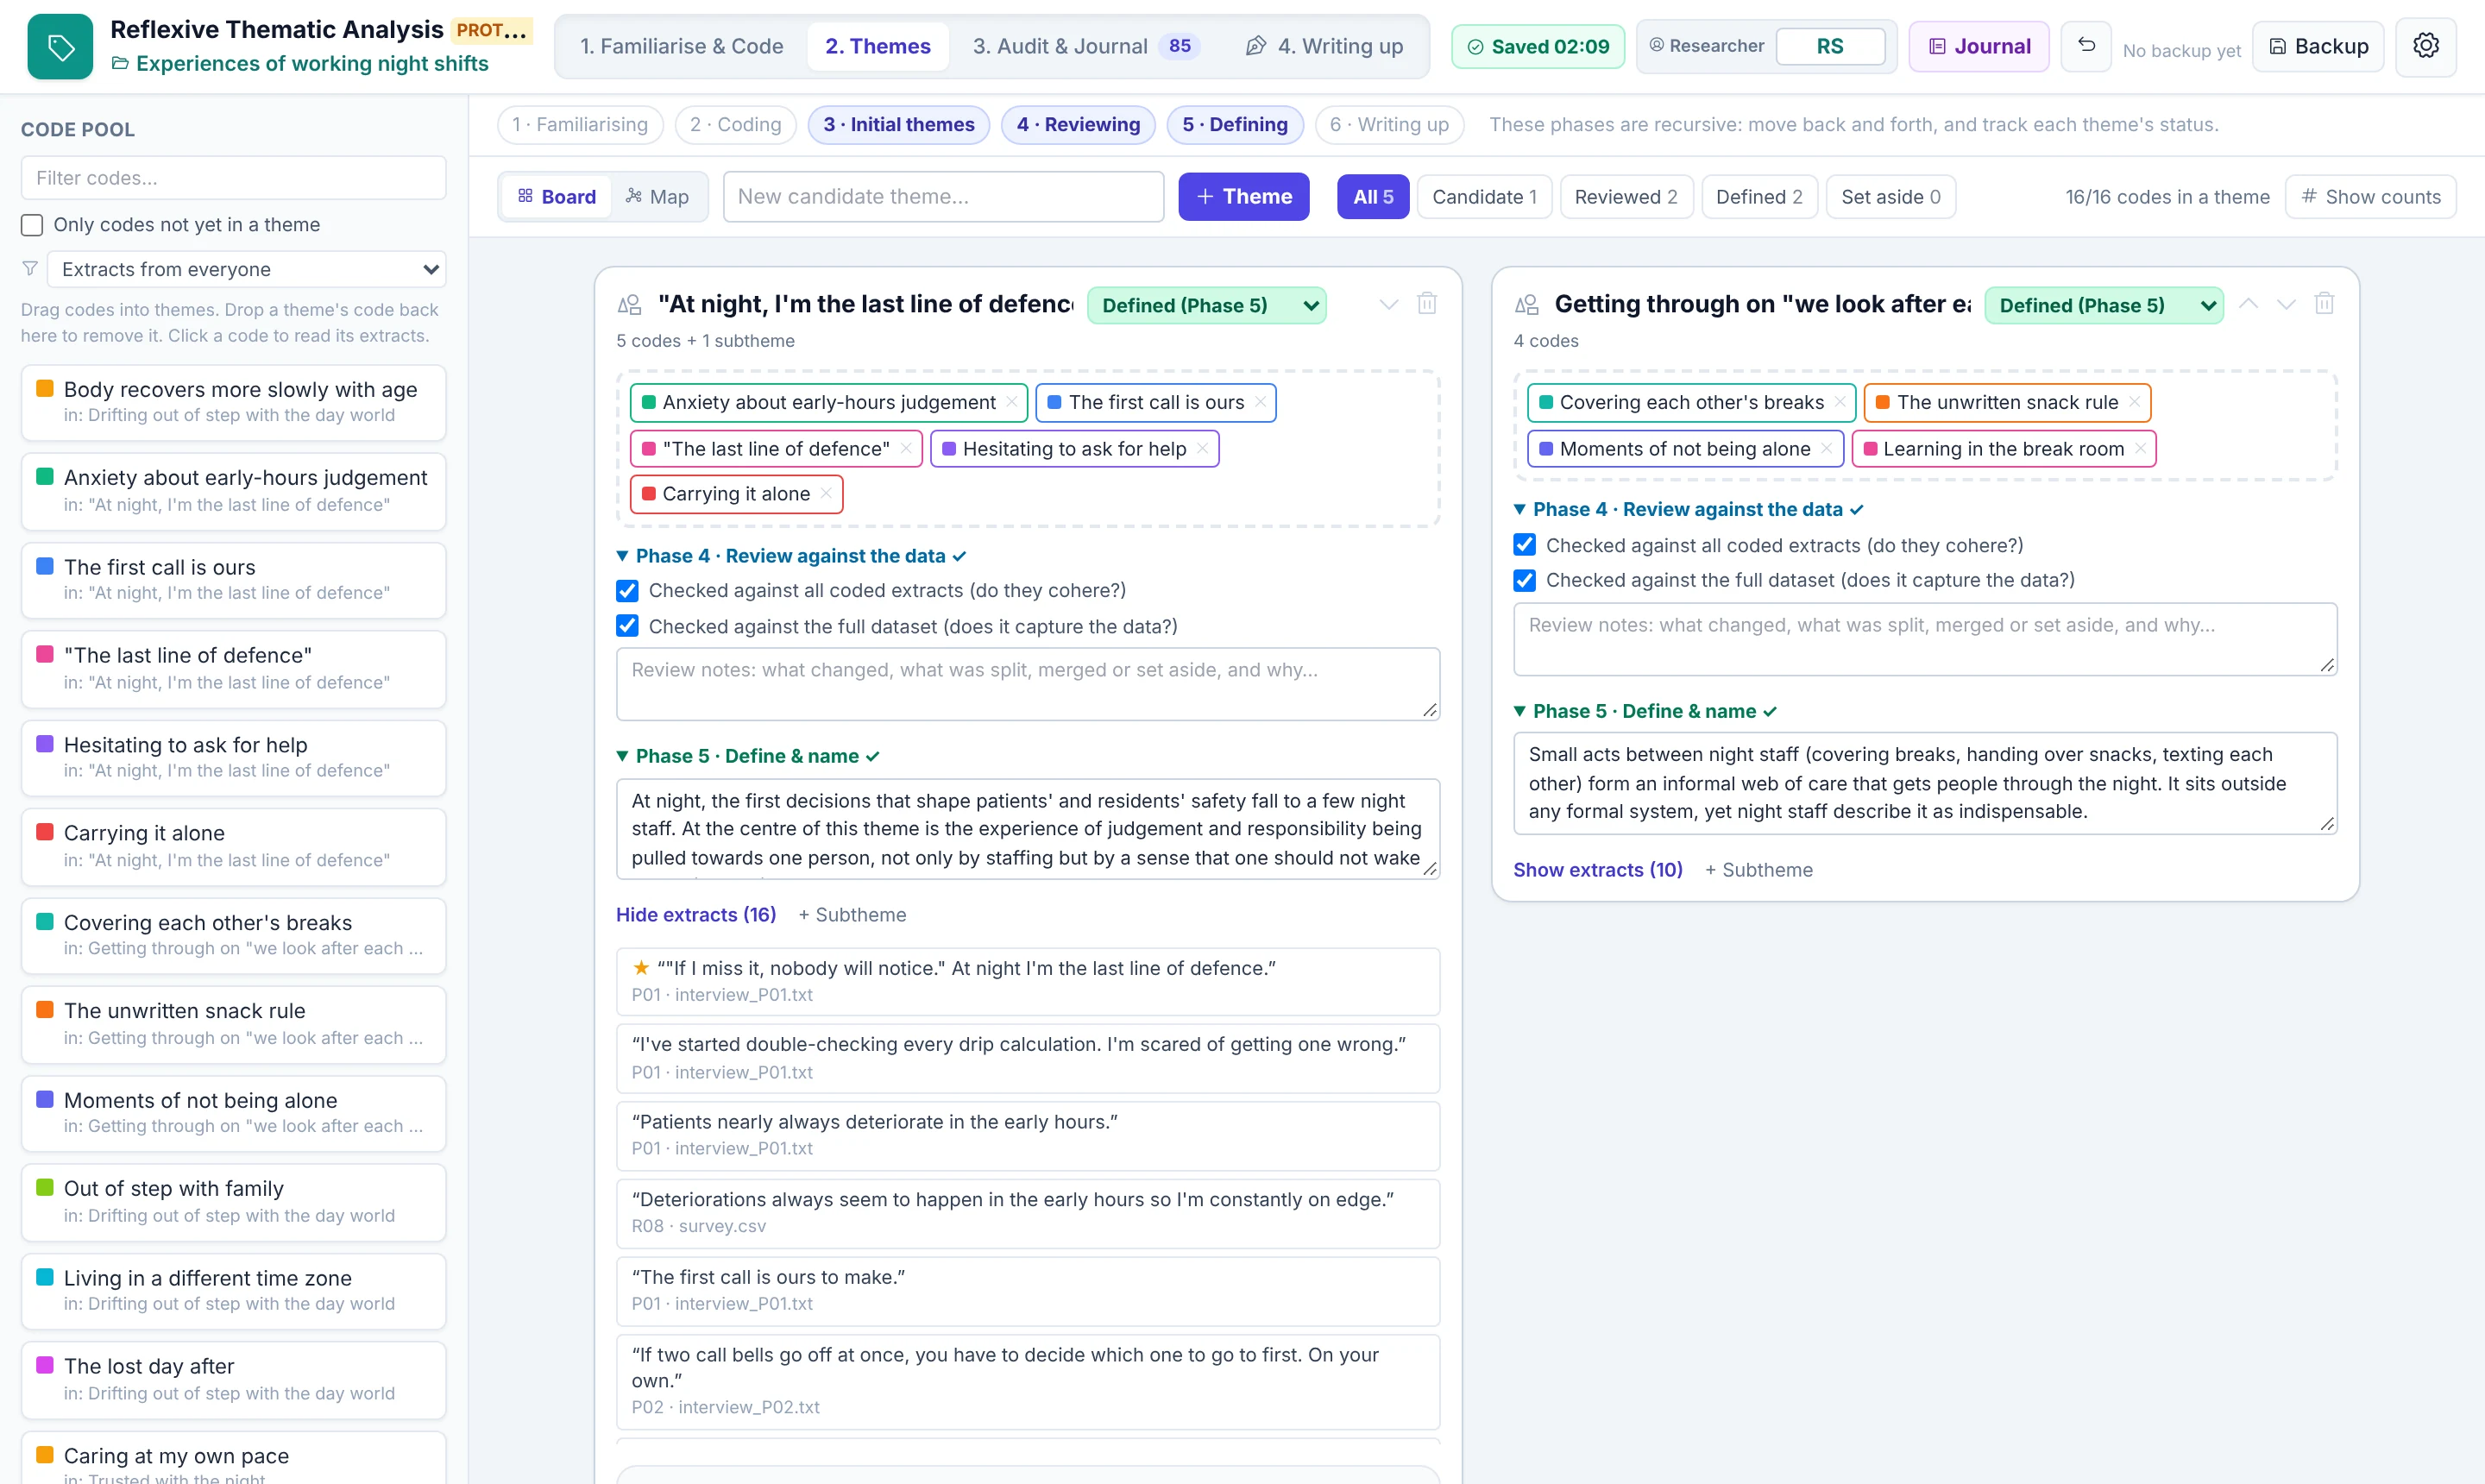 Reflexive Thematic Analysis PROT...
Experiences of working night shifts
1. Familiarise & Code
2. Themes
3. Audit & Journal 85
4. Writing up
Saved 02:09
Researcher RS
Journal
No backup yet
Backup
CODE POOL
Filter codes...
Only codes not yet in a theme
Extracts from everyone
Drag codes into themes. Drop a theme's code back
here to remove it. Click a code to read its extracts.
Body recovers more slowly with age
in: Drifting out of step with the day world
Anxiety about early-hours judgement
in: "At night, I'm the last line of defence"
The first call is ours
in: "At night, I'm the last line of defence"
"The last line of defence"
in: "At night, I'm the last line of defence"
Hesitating to ask for help
in: "At night, I'm the last line of defence"
Carrying it alone
in: "At night, I'm the last line of defence"
Covering each other's breaks
in: Getting through on "we look after each ...
The unwritten snack rule
in: Getting through on "we look after each ...
Moments of not being alone
in: Getting through on "we look after each ...
Out of step with family
in: Drifting out of step with the day world
Living in a different time zone
in: Drifting out of step with the day world
The lost day after
in: Drifting out of step with the day world
Caring at my own pace
in: Trusted with the night
1 · Familiarising
2 · Coding
3 · Initial themes
4 · Reviewing
5 · Defining
6 · Writing up
These phases are recursive: move back and forth, and track each theme's status.
Board
Map
New candidate theme...
+ Theme
All 5
Candidate 1
Reviewed 2
Defined 2
Set aside 0
16/16 codes in a theme
# Show counts
"At night, I'm the last line of defenc
Defined (Phase 5)
5 codes + 1 subtheme
Anxiety about early-hours judgement ×
The first call is ours ×
"The last line of defence" ×
Hesitating to ask for help ×
Carrying it alone ×
▼ Phase 4 · Review against the data ✓
Checked against all coded extracts (do they cohere?)
Checked against the full dataset (does it capture the data?)
Review notes: what changed, what was split, merged or set aside, and why...
▼ Phase 5 · Define & name ✓
At night, the first decisions that shape patients' and residents' safety fall to a few night
staff. At the centre of this theme is the experience of judgement and responsibility being
pulled towards one person, not only by staffing but by a sense that one should not wake
Hide extracts (16)
+ Subtheme
★ “"If I miss it, nobody will notice." At night I'm the last line of defence.”
P01 · interview_P01.txt
“I've started double-checking every drip calculation. I'm scared of getting one wrong.”
P01 · interview_P01.txt
“Patients nearly always deteriorate in the early hours.”
P01 · interview_P01.txt
“Deteriorations always seem to happen in the early hours so I'm constantly on edge.”
R08 · survey.csv
“The first call is ours to make.”
P01 · interview_P01.txt
“If two call bells go off at once, you have to decide which one to go to first. On your
own.”
P02 · interview_P02.txt
Getting through on "we look after ea
Defined (Phase 5)
4 codes
Covering each other's breaks ×
The unwritten snack rule ×
Moments of not being alone ×
Learning in the break room ×
▼ Phase 4 · Review against the data ✓
Checked against all coded extracts (do they cohere?)
Checked against the full dataset (does it capture the data?)
Review notes: what changed, what was split, merged or set aside, and why...
▼ Phase 5 · Define & name ✓
Small acts between night staff (covering breaks, handing over snacks, texting each
other) form an informal web of care that gets people through the night. It sits outside
any formal system, yet night staff describe it as indispensable.
Show extracts (10)
+ Subtheme